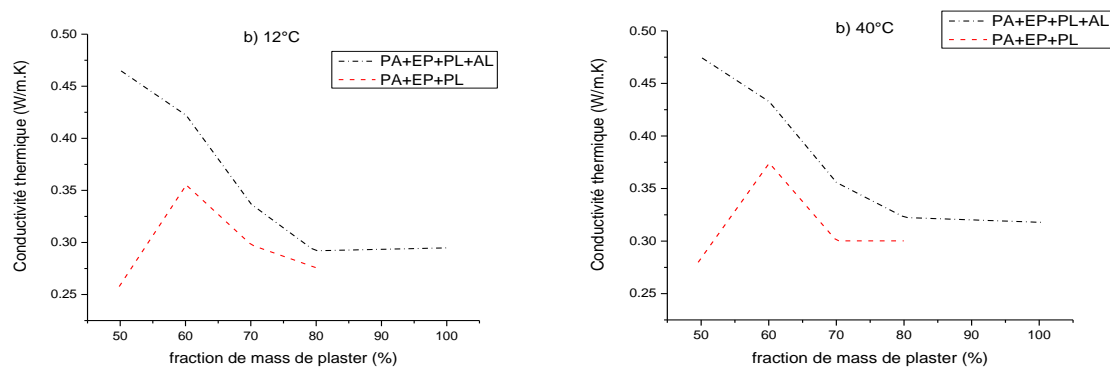 b) 12°C
PA+EP+PL+AL
PA+EP+PL
Conductivité thermique (W/m.K)
0.50
0.45
0.40
0.35
0.30
0.25
50 60 70 80 90 100
fraction de mass de plaster (%)
b) 40°C
PA+EP+PL+AL
PA+EP+PL
Conductivité thermique (W/m.K)
0.50
0.45
0.40
0.35
0.30
0.25
50 60 70 80 90 100
fraction de mass de plaster (%)